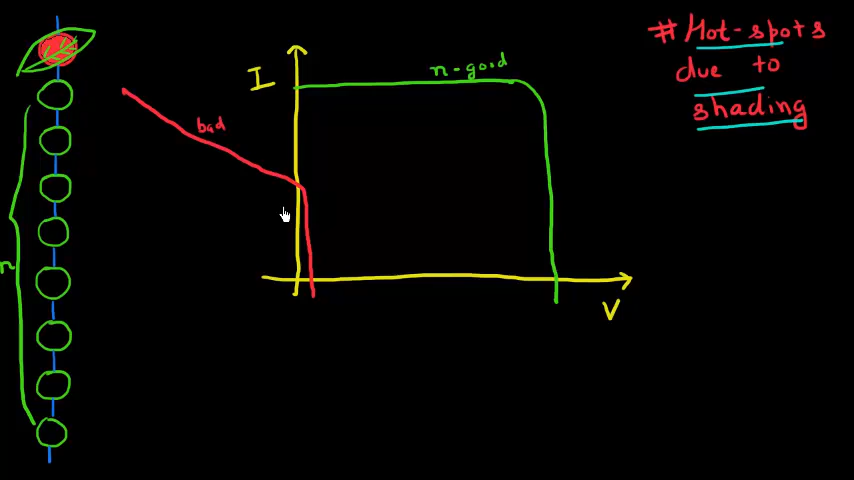 # Hot-spots
due to
shading
I
n-good
bad
n
V